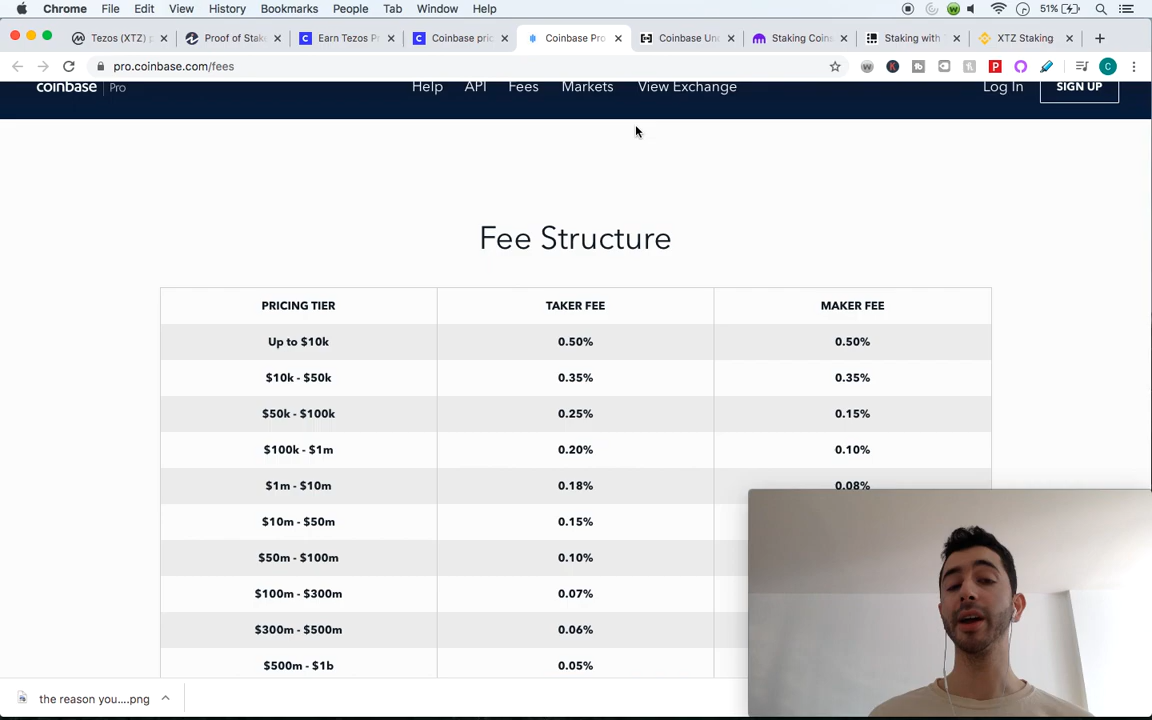 Chrome File Edit View History Bookmarks People Tab Window Help 51%
Tezos (XTZ) p Proof of Stak Earn Tezos P Coinbase pric Coinbase Pro Coinbase Un Staking Coins Staking with XTZ Staking
pro.coinbase.com/fees
coinbase Pro Help API Fees Markets View Exchange Log In SIGN UP
Fee Structure
PRICING TIER TAKER FEE MAKER FEE
Up to $10k 0.50% 0.50%
$10k - $50k 0.35% 0.35%
$50k - $100k 0.25% 0.15%
$100k - $1m 0.20% 0.10%
$1m - $10m 0.18% 0.08%
$10m - $50m 0.15%
$50m - $100m 0.10%
$100m - $300m 0.07%
$300m - $500m 0.06%
$500m - $1b 0.05%
the reason you....png